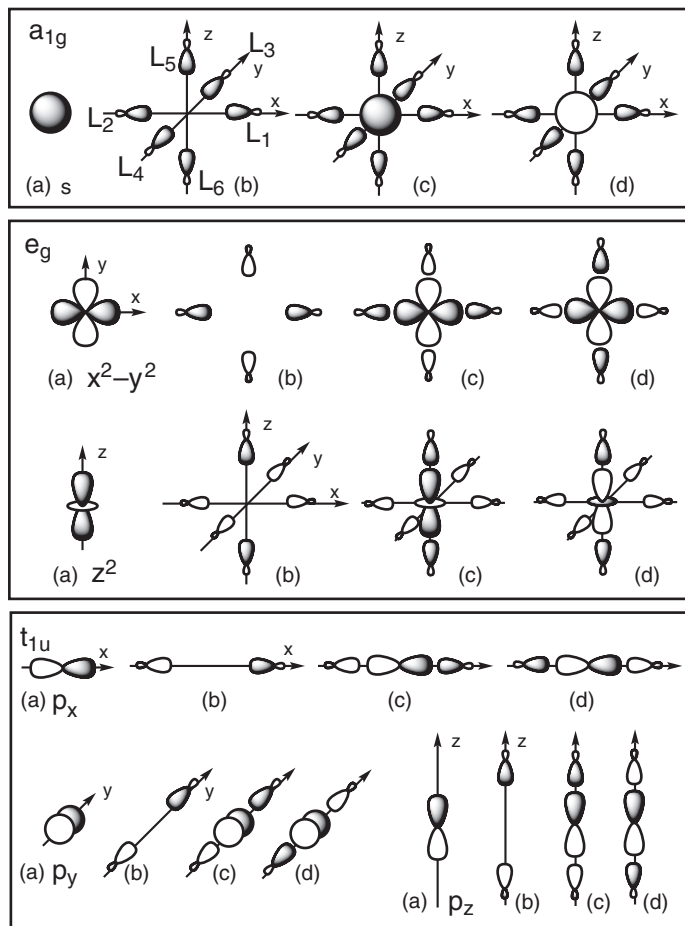 a1g
z
L3
L5
y
z
y
z
y
L2
x
L1
x
x
L4
L6
(a) s
(b)
(c)
(d)
eg
y
x
(a) x²–y²
(b)
(c)
(d)
z
z
y
x
(a) z²
(b)
(c)
(d)
t1u
x
x
(a) px
(b)
(c)
(d)
y
y
z
z
(a) py
(b)
(c)
(d)
(a)
pz
(b)
(c)
(d)